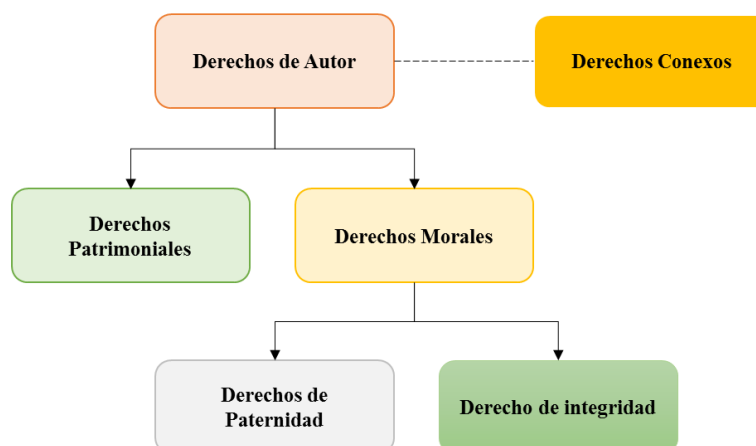 Derechos de Autor
Derechos Conexos
Derechos
Patrimoniales
Derechos Morales
Derechos de
Paternidad
Derecho de integridad